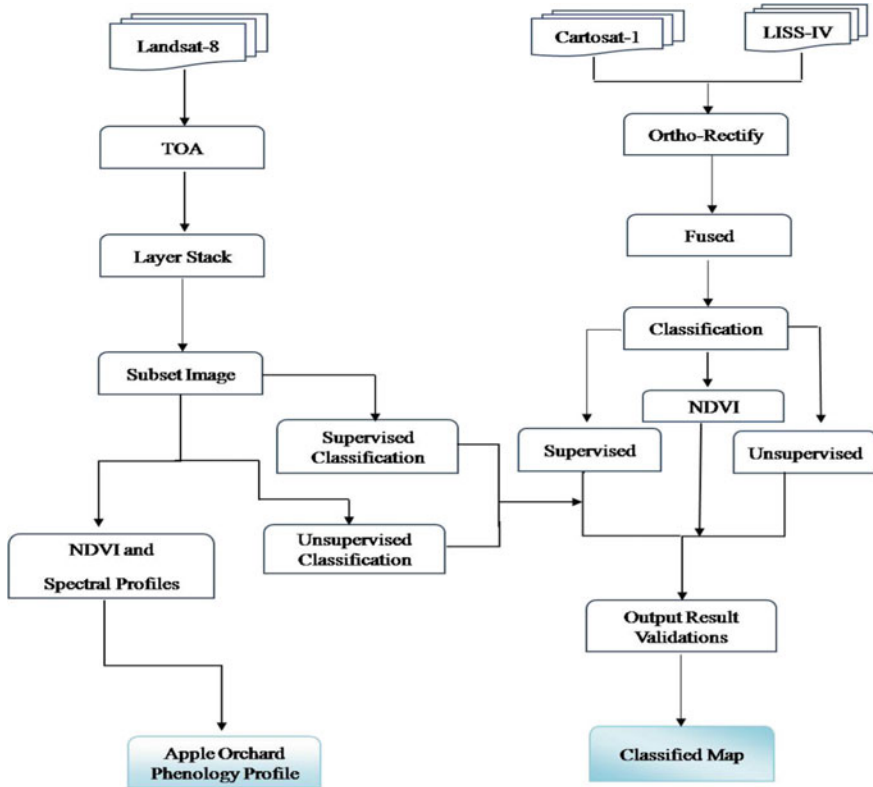 Landsat-8
Cartosat-1
LISS-IV
TOA
Ortho-Rectify
Layer Stack
Fused
Subset Image
Classification
NDVI
Supervised
Classification
Supervised
Unsupervised
Unsupervised
Classification
NDVI and
Spectral Profiles
Output Result
Validations
Apple Orchard
Phenology Profile
Classified Map